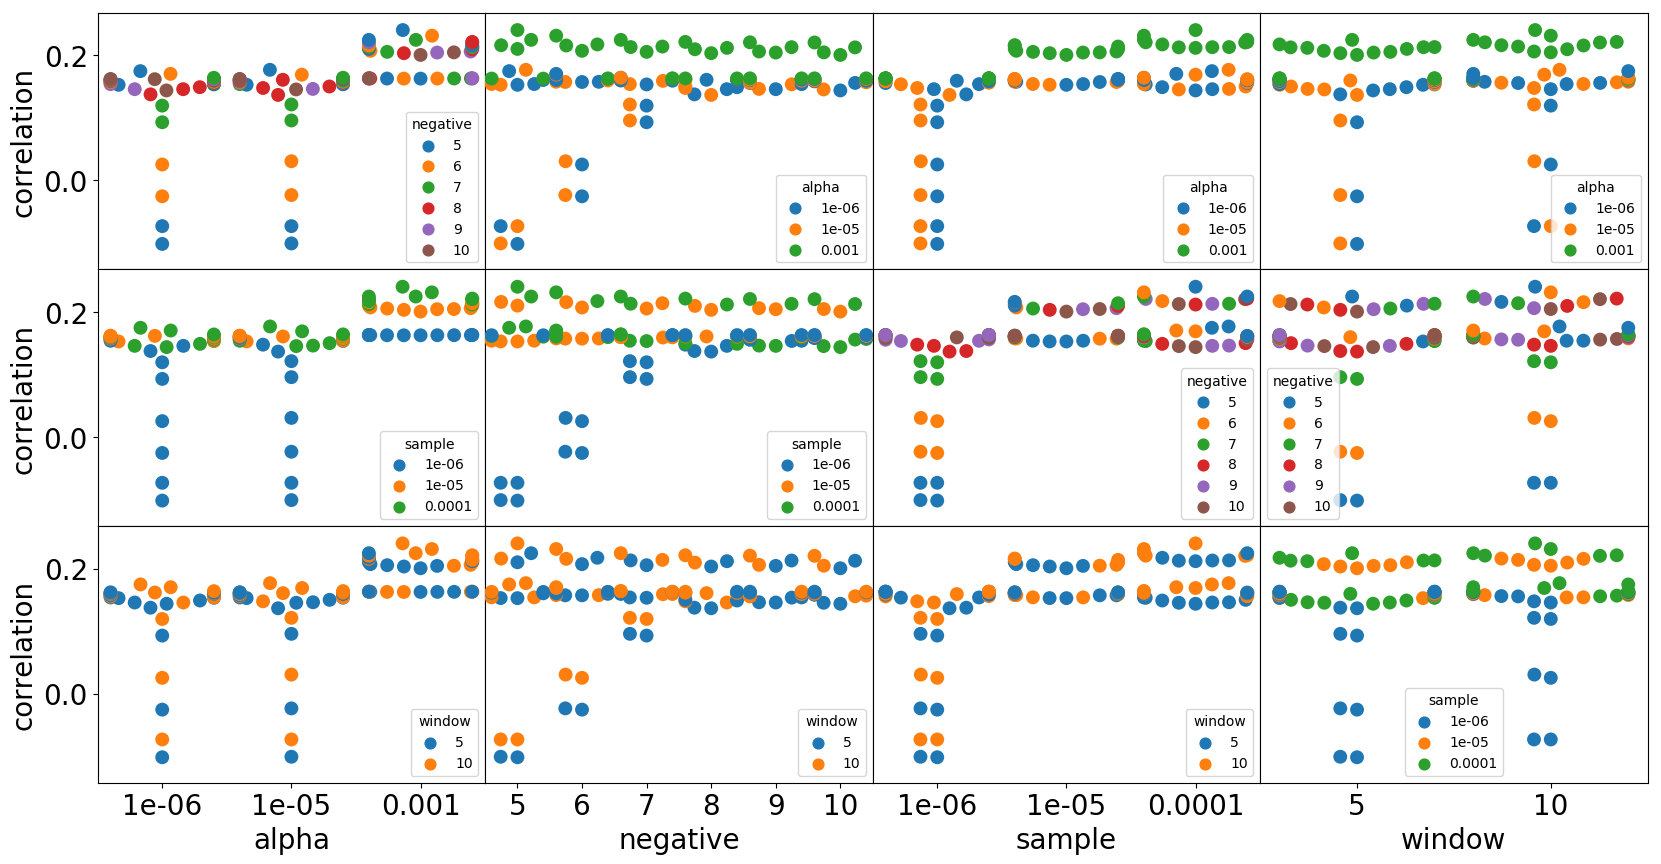 correlation
0.2
0.0
negative
5
6
7
8
9
10
alpha
1e-06
1e-05
0.001
alpha
1e-06
1e-05
0.001
alpha
1e-06
1e-05
0.001
correlation
0.2
0.0
sample
1e-06
1e-05
0.0001
sample
1e-06
1e-05
0.0001
negative
5
6
7
8
9
10
negative
5
6
7
8
9
10
correlation
0.2
0.0
window
5
10
window
5
10
window
5
10
sample
1e-06
1e-05
0.0001
1e-06 1e-05 0.001 5 6 7 8 9 10 1e-06 1e-05 0.0001 5 10
alpha negative sample window